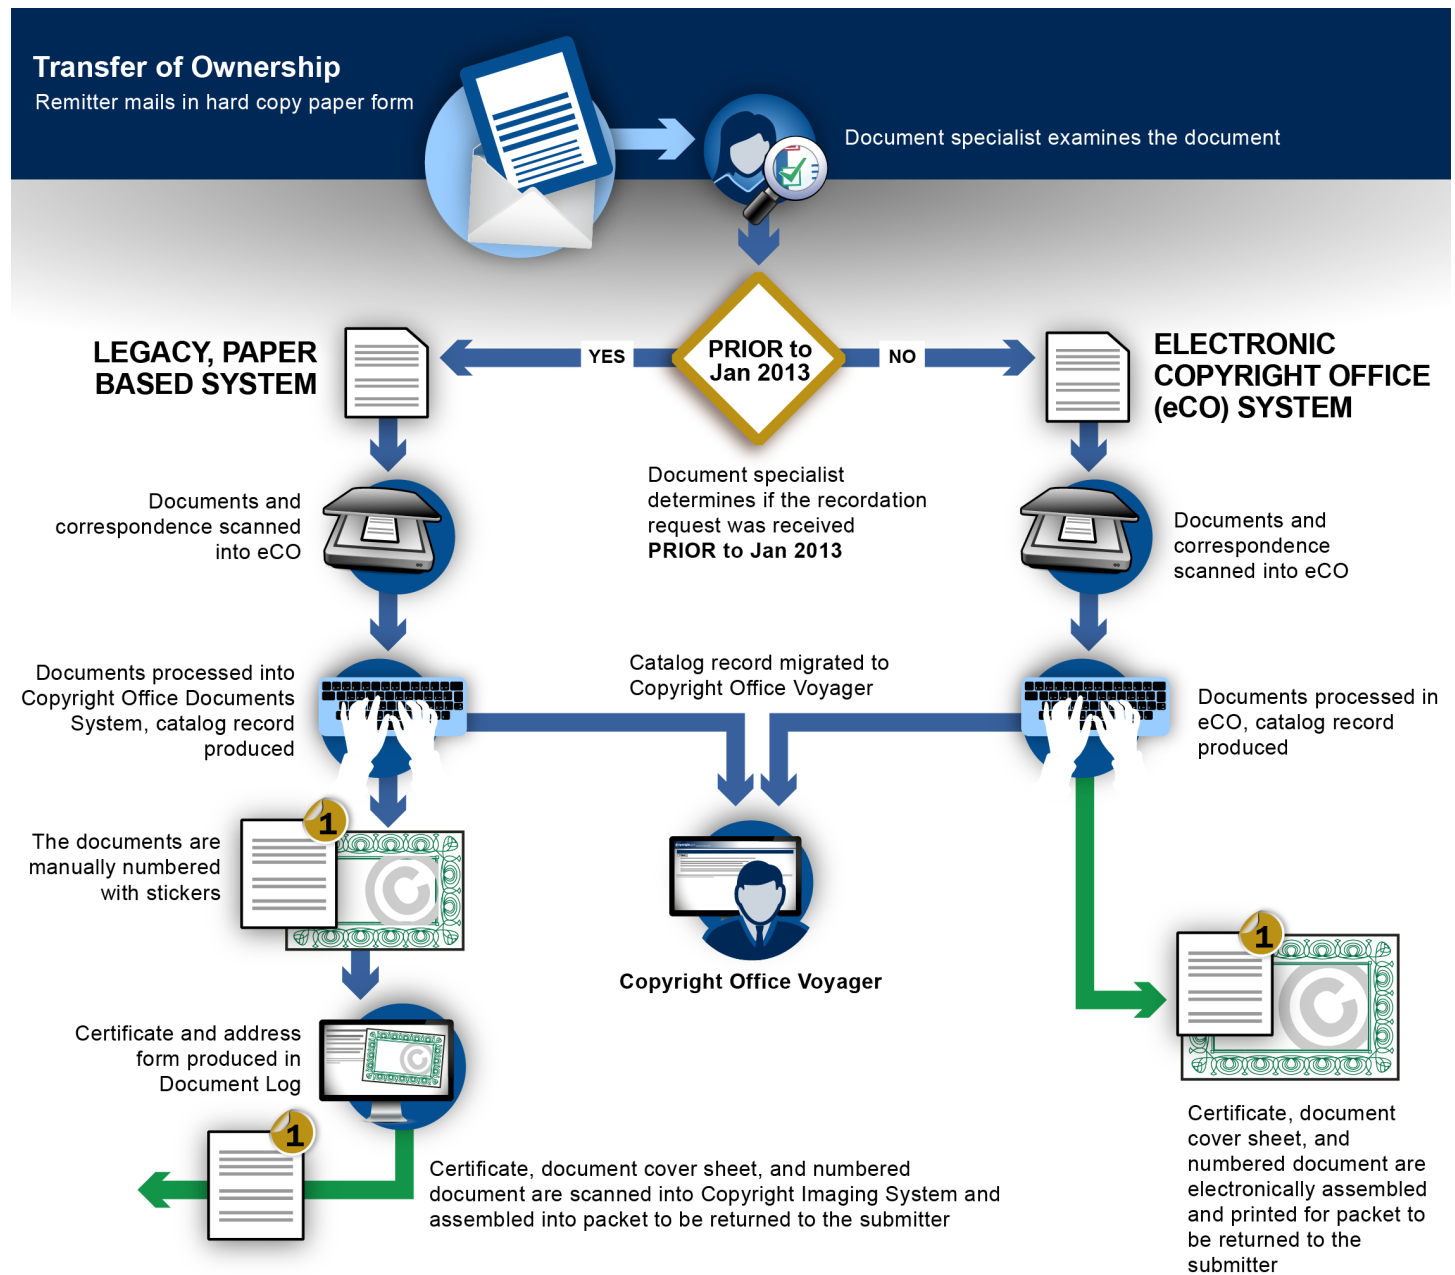 Transfer of Ownership
Remitter mails in hard copy paper form
Document specialist examines the document
LEGACY, PAPER
BASED SYSTEM
YES
PRIOR to
Jan 2013
NO
ELECTRONIC
COPYRIGHT OFFICE
(eCO) SYSTEM
Document specialist
determines if the recordation
request was received
PRIOR to Jan 2013
Documents and
correspondence scanned
into eCO
Documents and
correspondence
scanned into eCO
Documents processed into
Copyright Office Documents
System, catalog record
produced
Catalog record migrated to
Copyright Office Voyager
Documents processed in
eCO, catalog record
produced
1
The documents are
manually numbered
with stickers
Copyright Office Voyager
1
Certificate and address
form produced in
Document Log
1
Certificate, document cover sheet, and numbered
document are scanned into Copyright Imaging System and
assembled into packet to be returned to the submitter
Certificate, document
cover sheet, and
numbered document are
electronically assembled
and printed for packet to
be returned to the
submitter